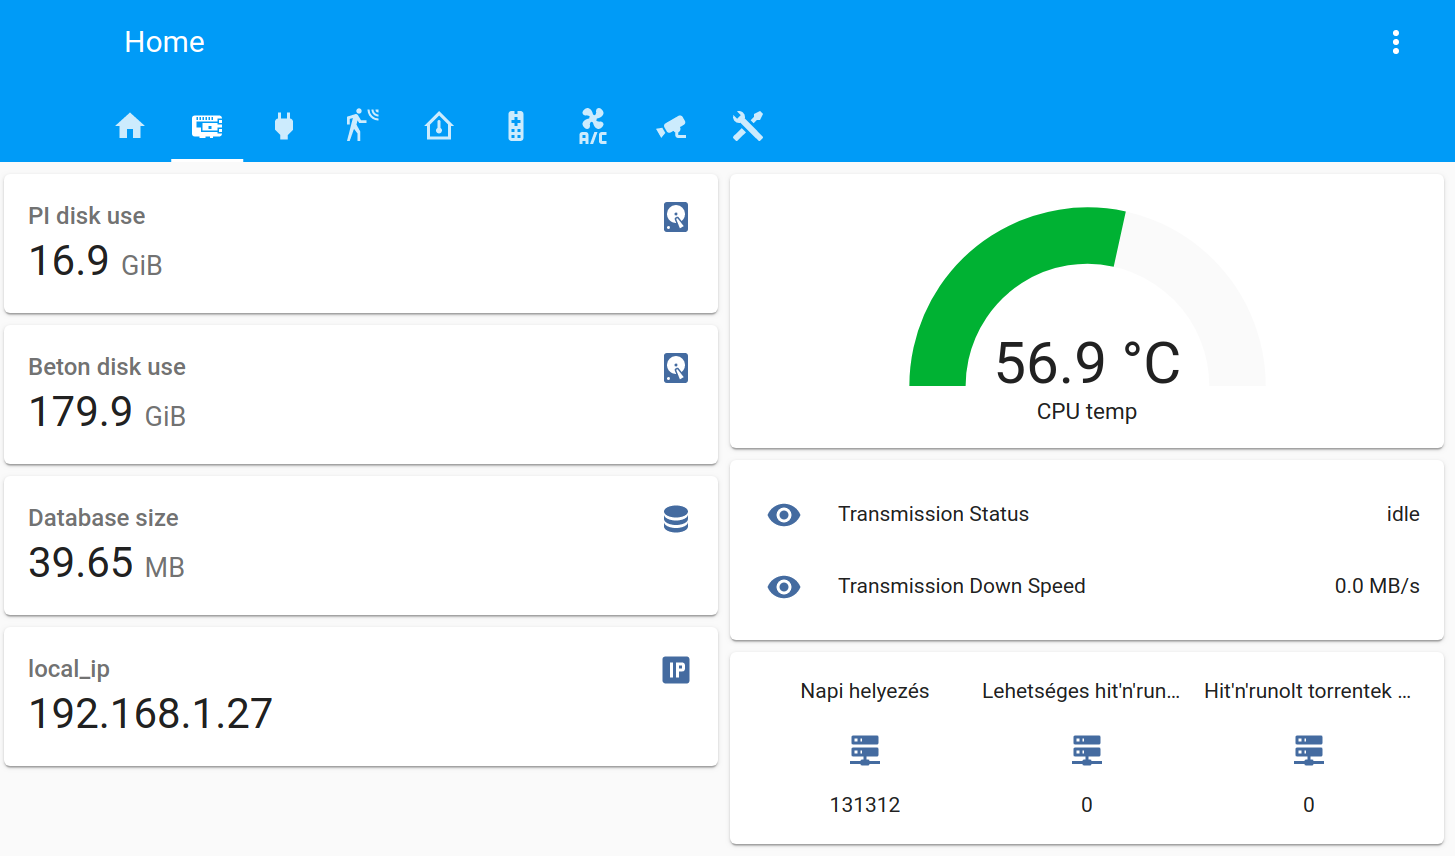 Home
A/C
PI disk use
16.9 GiB
Beton disk use
179.9 GiB
Database size
39.65 MB
local_ip
IP
192.168.1.27
56.9 °C
CPU temp
Transmission Status idle
Transmission Down Speed 0.0 MB/s
Napi helyezés Lehetséges hit'n'run... Hit'n'runolt torrentek ...
131312 0 0